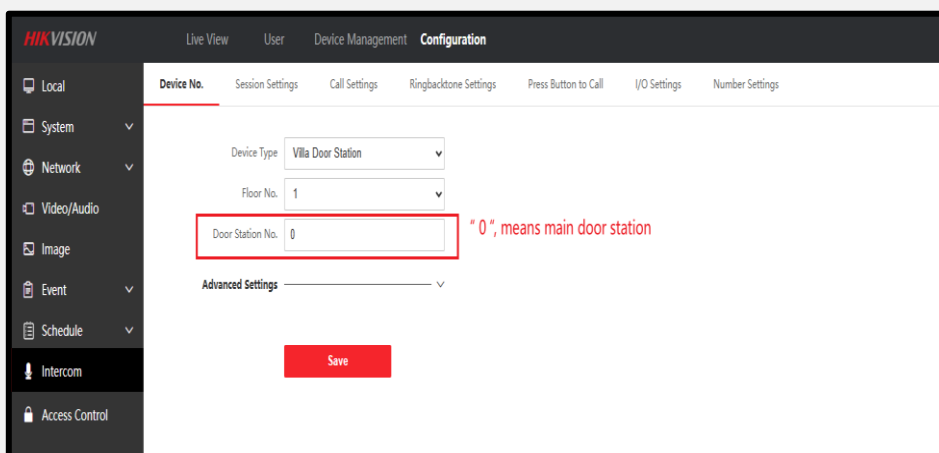 HIKVISION
Live View User Device Management Configuration
Local
System
Network
Video/Audio
Image
Event
Schedule
Intercom
Access Control
Device No. Session Settings Call Settings Ringbacktone Settings Press Button to Call I/O Settings Number Settings
Device Type Villa Door Station
Floor No. 1
Door Station No. 0
" 0 ", means main door station
Advanced Settings
Save